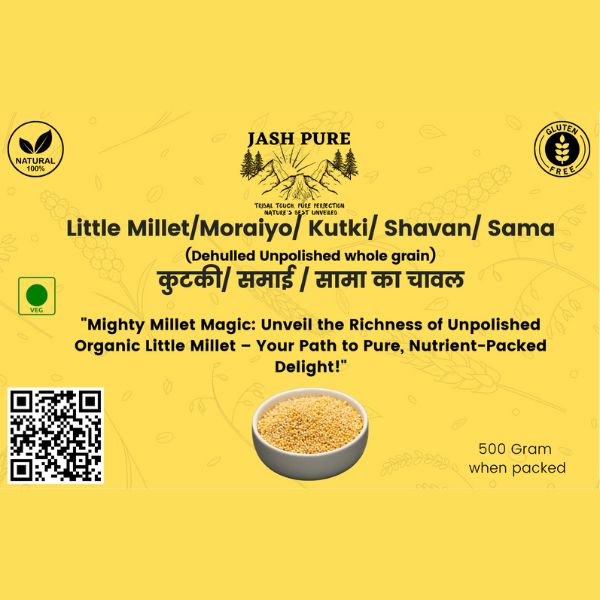 NATURAL
100%
JASH PURE
TRIBAL TOUCH, PURE PERFECTION
NATURE'S BEST UNVEILED
GLUTEN
FREE
Little Millet/Moraiyo/ Kutki/ Shavan/ Sama
(Dehulled Unpolished whole grain)
कुटकी/ समाई / सामा का चावल
VEG
"Mighty Millet Magic: Unveil the Richness of Unpolished
Organic Little Millet – Your Path to Pure, Nutrient-Packed
Delight!"
500 Gram
when packed